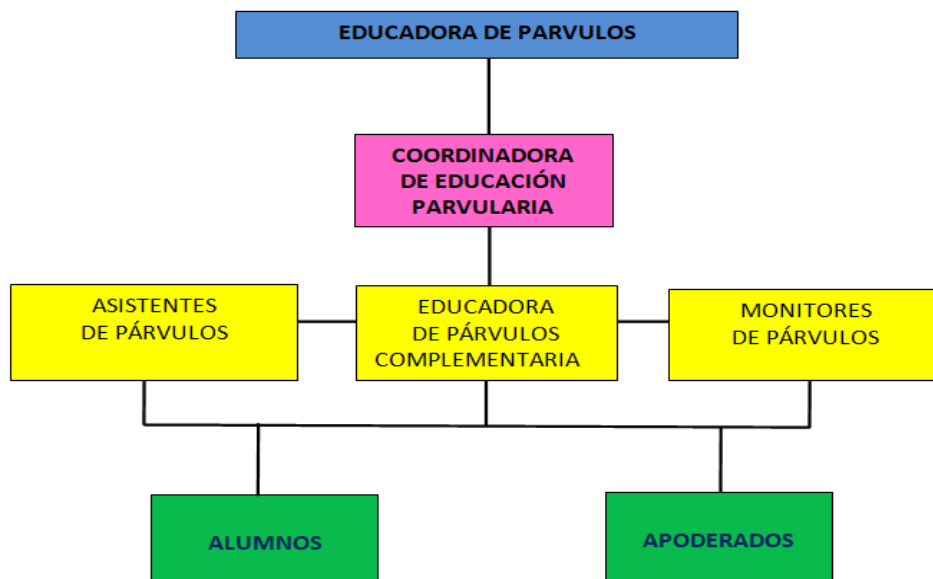 EDUCADORA DE PARVULOS
COORDINADORA
DE EDUCACIÓN
PARVULARIA
ASISTENTES
DE PÁRVULOS
EDUCADORA
DE PÁRVULOS
COMPLEMENTARIA
MONITORES
DE PÁRVULOS
ALUMNOS
APODERADOS